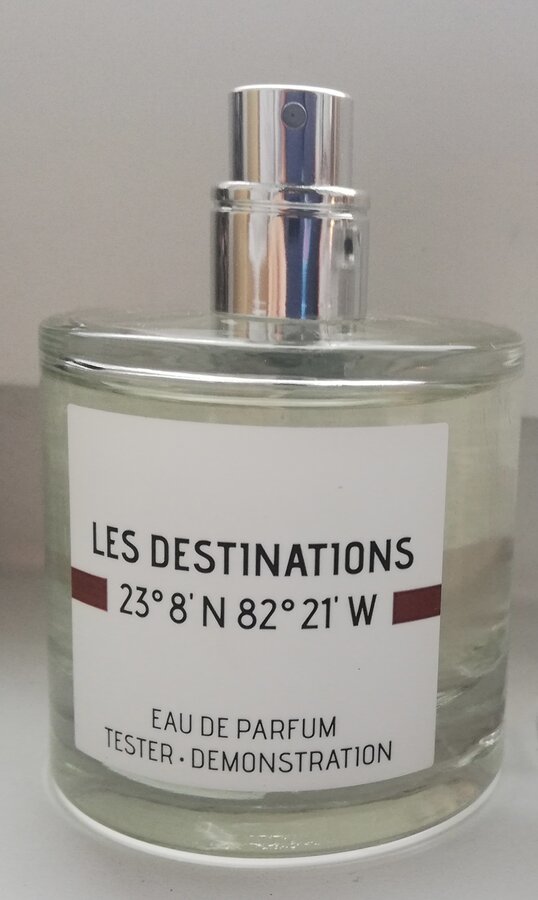 LES DESTINATIONS
23° 8' N 82° 21' W
EAU DE PARFUM
TESTER · DEMONSTRATION